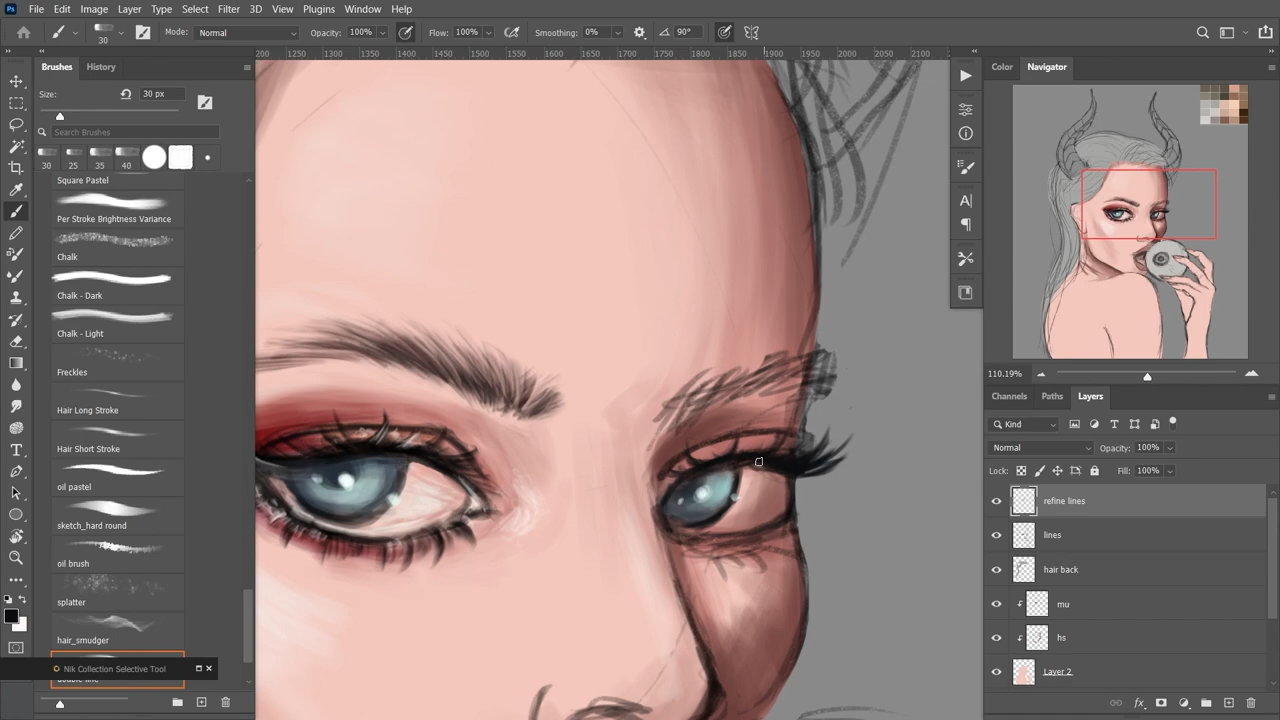 Ps File Edit Image Layer Type Select Filter 3D View Plugins Window Help
30 Mode: Normal Opacity: 100% Flow: 100% Smoothing: 0% 90°
200 1250 1300 1350 1400 1450 1500 1550 1600 1650 1700 1750 1800 1850 1900 1950 2000 2050 2100
Brushes History
Size: 30 px
Search Brushes
30 25 35 40
Square Pastel
Per Stroke Brightness Variance
Chalk
Chalk - Dark
Chalk - Light
Freckles
Hair Long Stroke
Hair Short Stroke
oil pastel
sketch_hard round
oil brush
splatter
hair_smudger
Nik Collection Selective Tool
Color Navigator
110.19%
Channels Paths Layers
Kind
Normal Opacity: 100%
Lock: Fill: 100%
refine lines
lines
hair back
mu
hs
Layer 2